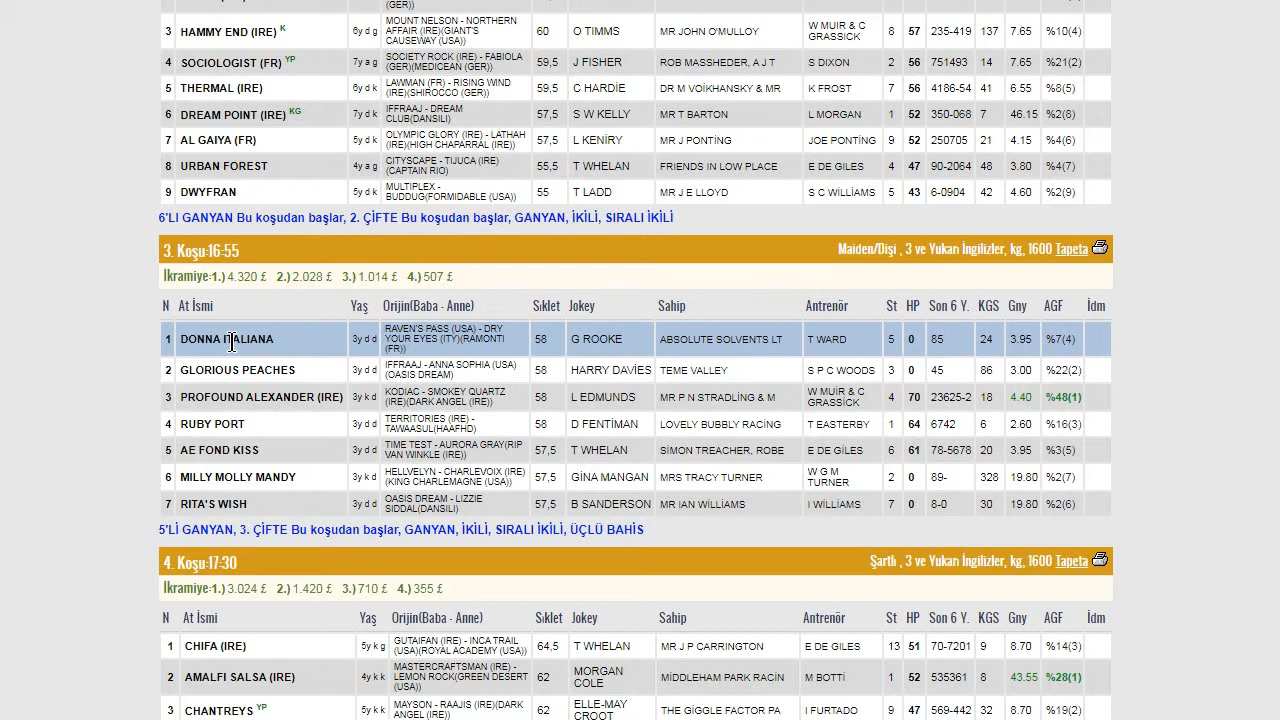 (GER)
3 HAMMY END (IRE) K 6y d g MOUNT NELSON - NORTHERN AFFAIR (IRE)(GIANT'S CAUSEWAY (USA)) 60 O TIMMS MR JOHN O'MULLOY W MUIR & C GRASSICK 8 57 235-419 137 7.65 %10(4)
4 SOCIOLOGIST (FR) YP 7y a g SOCIETY ROCK (IRE) - FABIOLA (GER)(MEDICEAN (GER)) 59,5 J FISHER ROB MASSHEDER, A J T S DIXON 2 56 751493 14 7.65 %21(2)
5 THERMAL (IRE) 6y d k LAWMAN (FR) - RISING WIND (IRE)(SHIROCCO (GER)) 59,5 C HARDİE DR M VOİKHANSKY & MR K FROST 7 56 4186-54 41 6.55 %8(5)
6 DREAM POINT (IRE) KG 7y d k IFFRAAJ - DREAM CLUB(DANSILI) 57,5 S W KELLY MR T BARTON L MORGAN 1 52 350-068 7 46.15 %2(8)
7 AL GAIYA (FR) 5y d k OLYMPIC GLORY (IRE) - LATHAH (IRE)(HIGH CHAPARRAL (IRE)) 57,5 L KENİRY MR J PONTİNG JOE PONTİNG 9 52 250705 21 4.15 %4(6)
8 URBAN FOREST 4y a g CITYSCAPE - TIJUCA (IRE)(CAPTAIN RIO) 55,5 T WHELAN FRIENDS IN LOW PLACE E DE GILES 4 47 90-2064 48 3.80 %4(7)
9 DWYFRAN 5y d k MULTIPLEX - BUDDUG(FORMIDABLE (USA)) 55 T LADD MR J E LLOYD S C WİLLİAMS 5 43 6-0904 42 4.60 %2(9)
6'LI GANYAN Bu koşudan başlar, 2. ÇİFTE Bu koşudan başlar, GANYAN, İKİLİ, SIRALI İKİLİ
3. Koşu:16-55 Maiden/Dişi , 3 ve Yukarı İngilizler, kg, 1600 Tapeta
İkramiye:1.) 4.320 £ 2.) 2.028 £ 3.) 1.014 £ 4.) 507 £
N At İsmi Yaş Orijin(Baba - Anne) Sıklet Jokey Sahip Antrenör St HP Son 6 Y. KGS Gny AGF İdm
1 DONNA ITALIANA 3y d d RAVEN'S PASS (USA) - DRY YOUR EYES (ITY)(RAMONTI (FR)) 58 G ROOKE ABSOLUTE SOLVENTS LT T WARD 5 0 85 24 3.95 %7(4)
2 GLORIOUS PEACHES 3y d d IFFRAAJ - ANNA SOPHIA (USA)(OASIS DREAM) 58 HARRY DAVİES TEME VALLEY S P C WOODS 3 0 45 86 3.00 %22(2)
3 PROFOUND ALEXANDER (IRE) 3y k d KODIAC - SMOKEY QUARTZ (IRE)(DARK ANGEL (IRE)) 58 L EDMUNDS MR P N STRADLİNG & M W MUİR & C GRASSICK 4 70 23625-2 18 4.40 %48(1)
4 RUBY PORT 3y d d TERRITORIES (IRE) - TAWAASUL(HAAFHD) 58 D FENTİMAN LOVELY BUBBLY RACİNG T EASTERBY 1 64 6742 6 2.60 %16(3)
5 AE FOND KISS 3y d d TIME TEST - AURORA GRAY(RIP VAN WINKLE (IRE)) 57,5 T WHELAN SİMON TREACHER, ROBE E DE GİLES 6 61 78-5678 20 3.95 %3(5)
6 MILLY MOLLY MANDY 3y d d HELLVELYN - CHARLEVOIX (IRE)(KING CHARLEMAGNE (USA)) 57,5 GİNA MANGAN MRS TRACY TURNER W G M TURNER 2 0 89- 328 19.80 %2(7)
7 RITA'S WISH 3y d d OASIS DREAM - LIZZIE SIDDAL(DANSILI) 57,5 B SANDERSON MR IAN WİLLİAMS I WİLLİAMS 7 0 8-0 30 19.80 %2(6)
5'Lİ GANYAN, 3. ÇİFTE Bu koşudan başlar, GANYAN, İKİLİ, SIRALI İKİLİ, ÜÇLÜ BAHİS
4. Koşu:17-30 Şartlı , 3 ve Yukarı İngilizler, kg, 1600 Tapeta
İkramiye:1.) 3.024 £ 2.) 1.420 £ 3.) 710 £ 4.) 355 £
N At İsmi Yaş Orijin(Baba - Anne) Sıklet Jokey Sahip Antrenör St HP Son 6 Y. KGS Gny AGF İdm
1 CHIFA (IRE) 5y k g GUTAIFAN (IRE) - INCA TRAIL (USA)(ROYAL ACADEMY (USA)) 64,5 T WHELAN MR J P CARRINGTON E DE GILES 13 51 70-7201 9 8.70 %14(3)
2 AMALFI SALSA (IRE) 4y k k MASTERCRAFTSMAN (IRE) - LEMON ROCK(GREEN DESERT (USA)) 62 MORGAN COLE MİDDLEHAM PARK RACİN M BOTTİ 1 52 535361 8 43.55 %28(1)
3 CHANTREYS YP 5y k k MAYSON - RAAJIS (IRE)(DARK ANGEL (IRE)) 62 ELLE-MAY CROOT THE GİGGLE FACTOR PA I FURTADO 9 47 569-442 32 8.70 %19(2)